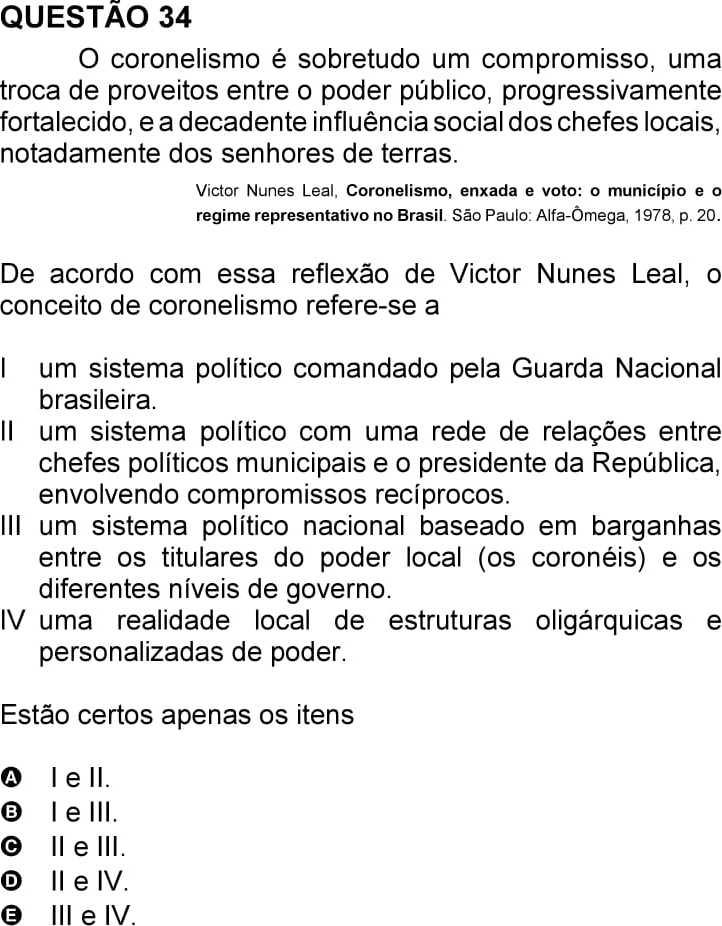 QUESTÃO 34
O coronelismo é sobretudo um compromisso, uma
troca de proveitos entre o poder público, progressivamente
fortalecido, e a decadente influência social dos chefes locais,
notadamente dos senhores de terras.
Victor Nunes Leal, Coronelismo, enxada e voto: o município e o
regime representativo no Brasil. São Paulo: Alfa-Ômega, 1978, p. 20.
De acordo com essa reflexão de Victor Nunes Leal, o
conceito de coronelismo refere-se a
I um sistema político comandado pela Guarda Nacional
brasileira.
II um sistema político com uma rede de relações entre
chefes políticos municipais e o presidente da República,
envolvendo compromissos recíprocos.
III um sistema político nacional baseado em barganhas
entre os titulares do poder local (os coronéis) e os
diferentes níveis de governo.
IV uma realidade local de estruturas oligárquicas e
personalizadas de poder.
Estão certos apenas os itens
A I e II.
B I e III.
C II e III.
D II e IV.
E III e IV.